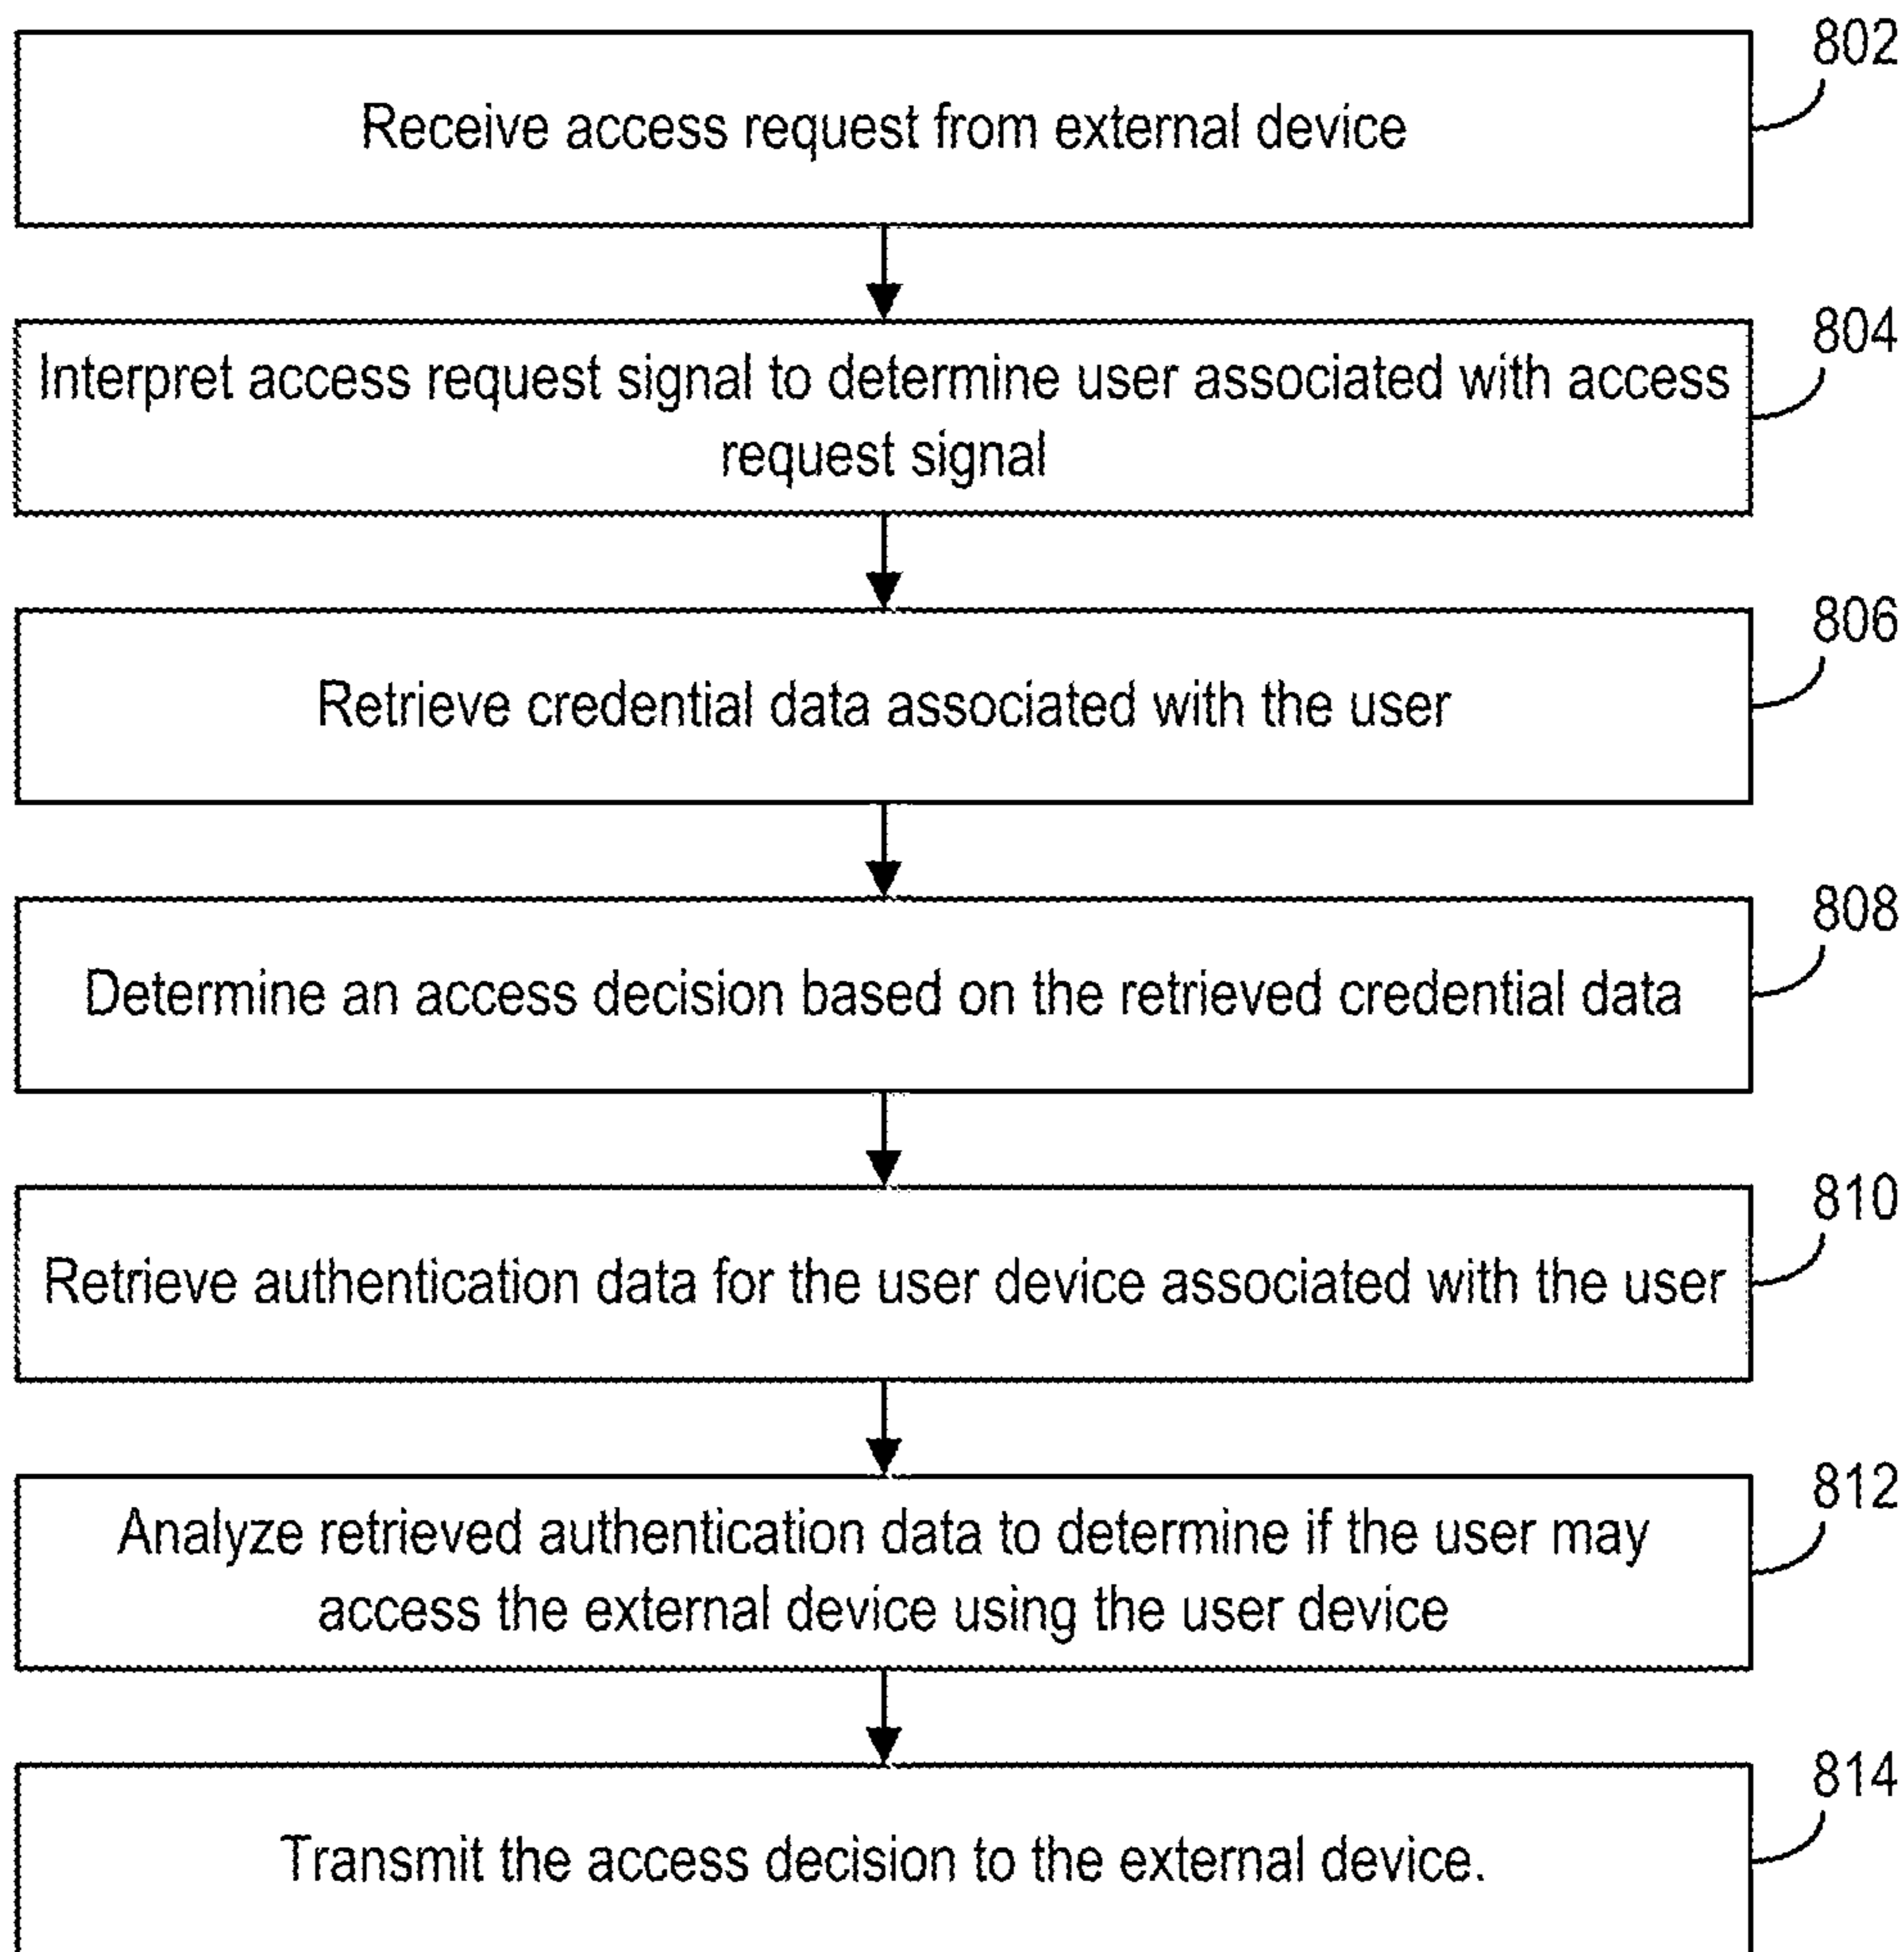 802
Receive access request from external device
804
Interpret access request signal to determine user associated with access
request signal
806
Retrieve credential data associated with the user
808
Determine an access decision based on the retrieved credential data
810
Retrieve authentication data for the user device associated with the user
812
Analyze retrieved authentication data to determine if the user may
access the external device using the user device
814
Transmit the access decision to the external device.